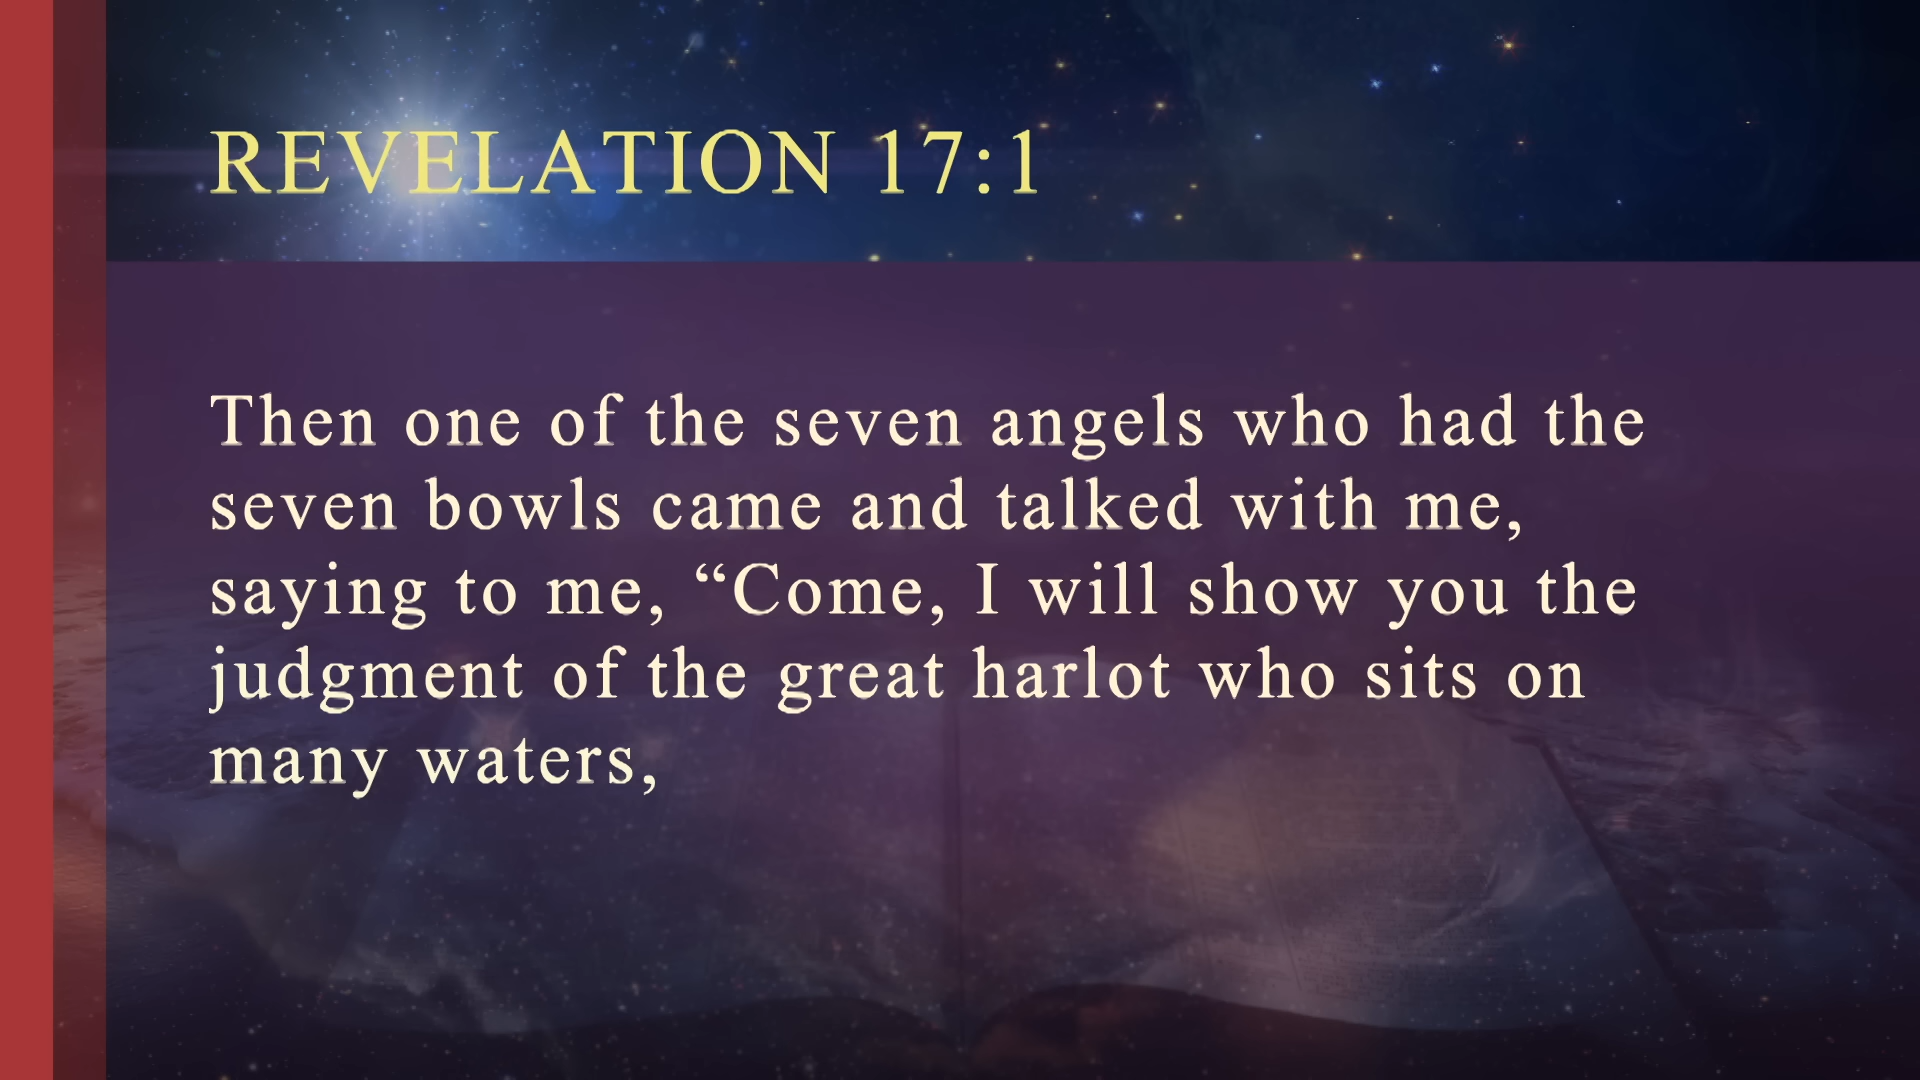 REVELATION 17:1
Then one of the seven angels who had the
seven bowls came and talked with me,
saying to me, “Come, I will show you the
judgment of the great harlot who sits on
many waters,